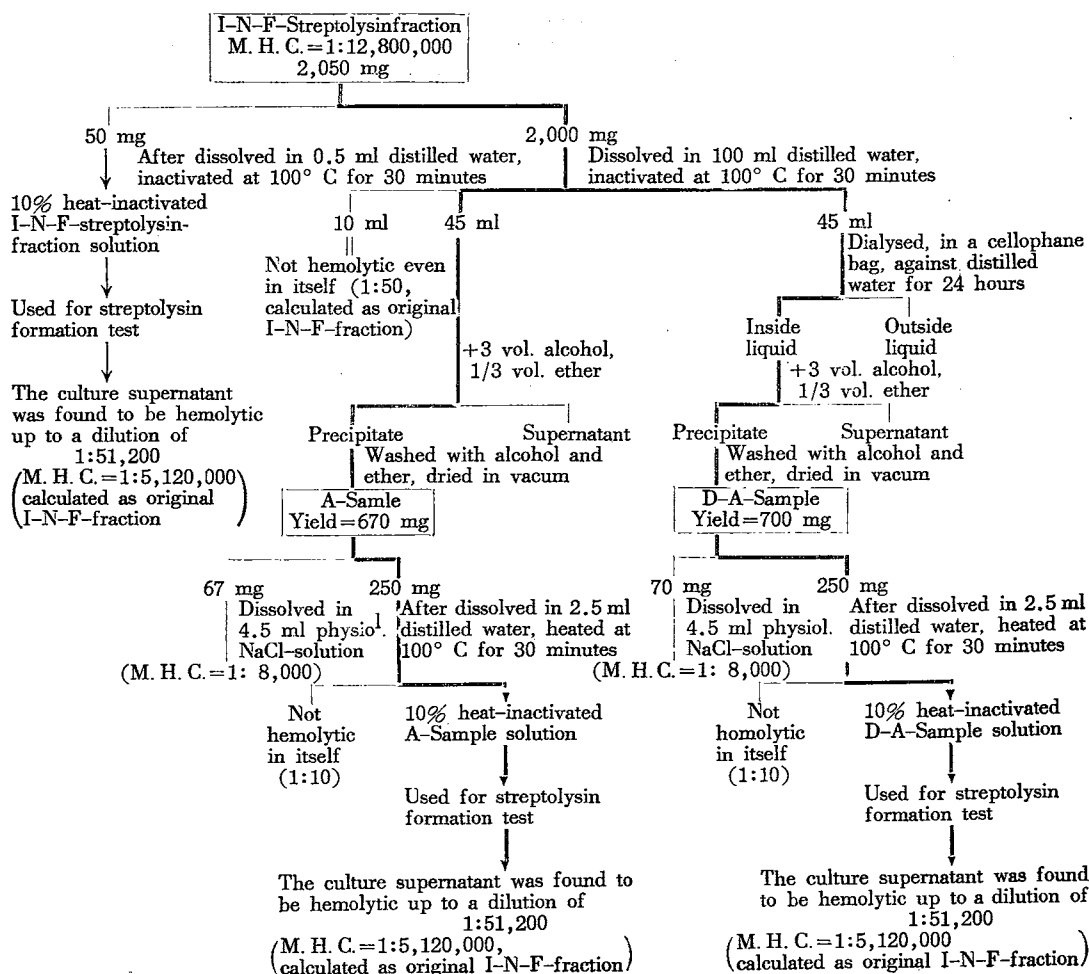 I-N-F-Streptolysinfraction
M. H. C.=1:12,800,000
2,050 mg
50 mg
After dissolved in 0.5 ml distilled water,
inactivated at 100° C for 30 minutes
10% heat-inactivated
I-N-F-streptolysin-
fraction solution
Used for streptolysin
formation test
The culture supernatant
was found to be hemolytic
up to a dilution of
1:51,200
(M. H. C.=1:5,120,000
calculated as original
I-N-F-fraction)
2,000 mg
Dissolved in 100 ml distilled water,
inactivated at 100° C for 30 minutes
10 ml
Not hemolytic even
in itself (1:50,
calculated as original
I-N-F-fraction)
45 ml
+3 vol. alcohol,
1/3 vol. ether
Precipitate
Supernatant
Washed with alcohol and
ether, dried in vacum
A-Samle
Yield=670 mg
67 mg
Dissolved in
4.5 ml physiol.
NaCl-solution
(M. H. C.=1: 8,000)
250 mg
After dissolved in 2.5 ml
distilled water, heated at
100° C for 30 minutes
Not
hemolytic
in itself
(1:10)
10% heat-inactivated
A-Sample solution
Used for streptolysin
formation test
The culture supernatant was found to
be hemolytic up to a dilution of
1:51,200
(M. H. C.=1:5,120,000,
calculated as original I-N-F-fraction)
45 ml
Dialysed, in a cellophane
bag, against distilled
water for 24 hours
Inside
liquid
Outside
liquid
+3 vol. alcohol,
1/3 vol. ether
Precipitate
Supernatant
Washed with alcohol and
ether, dried in vacum
D-A-Sample
Yield=700 mg
70 mg
Dissolved in
4.5 ml physiol.
NaCl-solution
(M. H. C.=1: 8,000)
250 mg
After dissolved in 2.5 ml
distilled water, heated at
100° C for 30 minutes
Not
homolytic
in itself
(1:10)
10% heat-inactivated
D-A-Sample solution
Used for streptolysin
formation test
The culture supernatant was found
to be hemolytic up to a dilution of
1:51,200
(M. H. C.=1:5,120,000
calculated as original I-N-F-fraction)